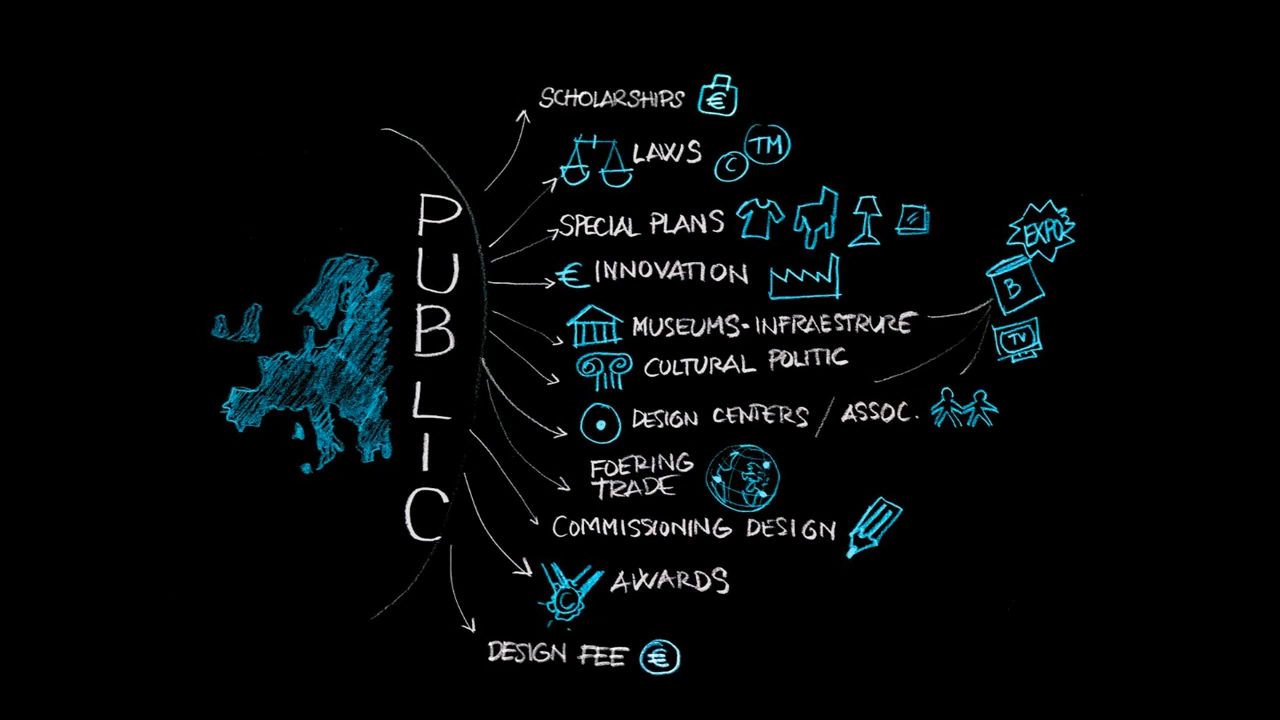 PUBLIC
SCHOLARSHIPS €
LAWS C TM
SPECIAL PLANS
€ INNOVATION
MUSEUMS-INFRAESTRURE
CULTURAL POLITIC
EXPO
B
TV
DESIGN CENTERS / ASSOC.
FOERING
TRADE
COMMISSIONING DESIGN
C AWARDS
DESIGN FEE €